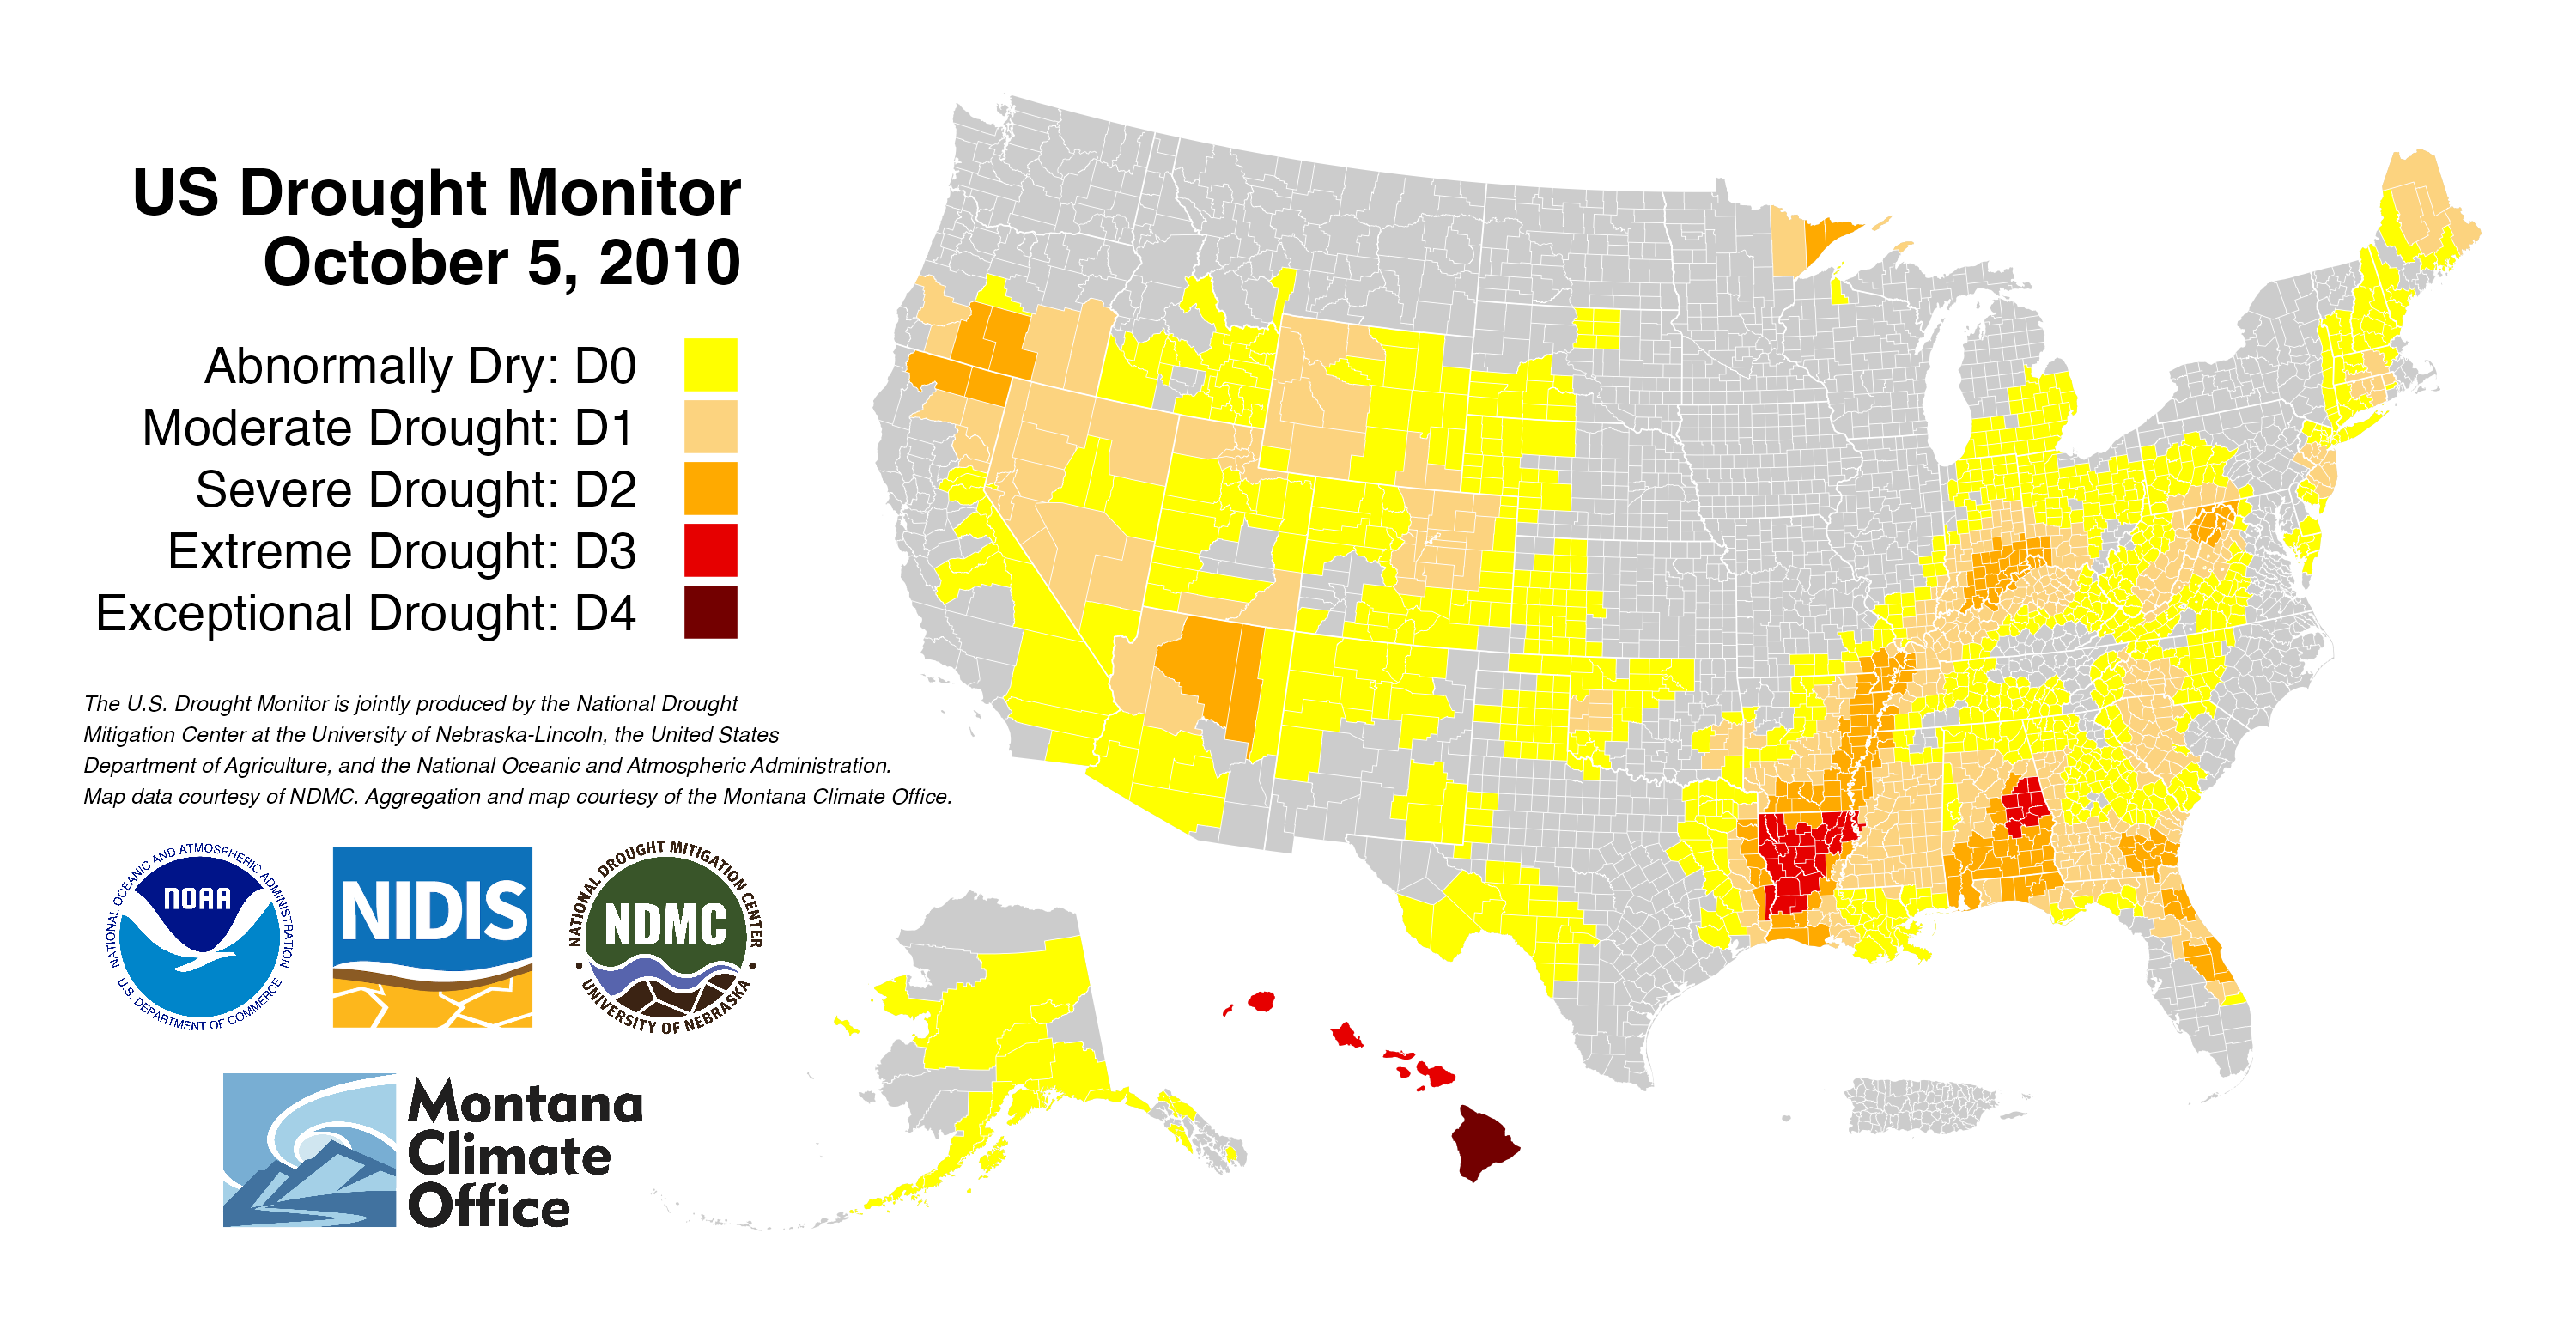 US Drought Monitor
October 5, 2010
Abnormally Dry: D0
Moderate Drought: D1
Severe Drought: D2
Extreme Drought: D3
Exceptional Drought: D4
The U.S. Drought Monitor is jointly produced by the National Drought
Mitigation Center at the University of Nebraska-Lincoln, the United States
Department of Agriculture, and the National Oceanic and Atmospheric Administration.
Map data courtesy of NDMC. Aggregation and map courtesy of the Montana Climate Office.
NATIONAL OCEANIC AND ATMOSPHERIC ADMINISTRATION
NOAA
U.S. DEPARTMENT OF COMMERCE
NIDIS
NATIONAL DROUGHT MITIGATION CENTER
NDMC
UNIVERSITY OF NEBRASKA
Montana
Climate
Office